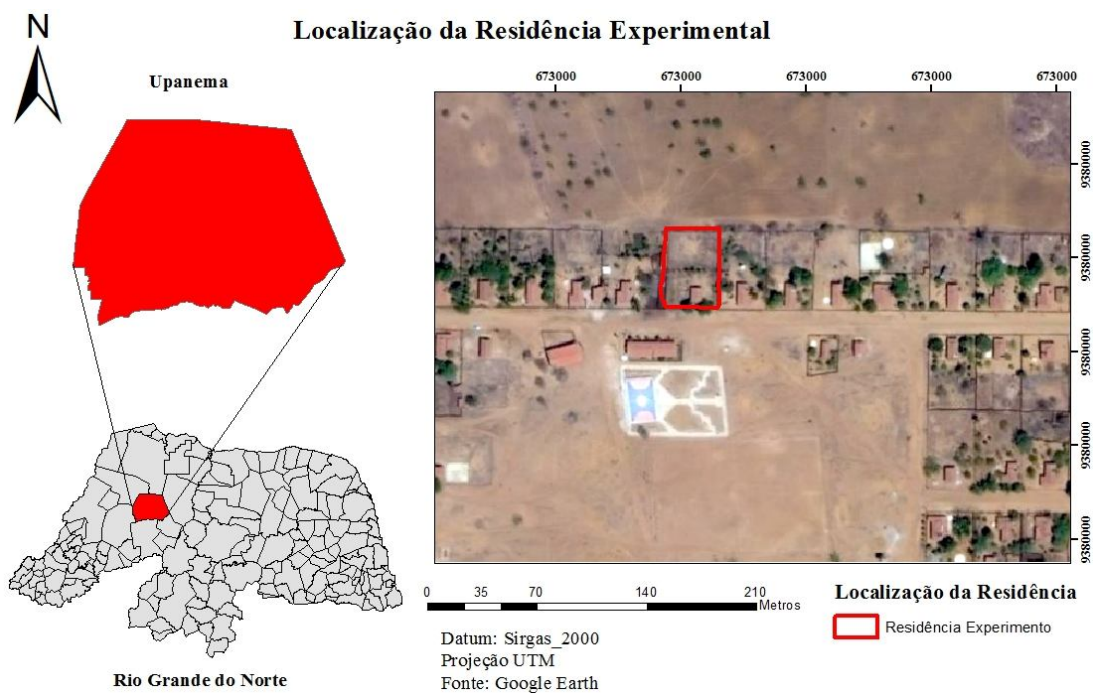 Localização da Residência Experimental
N
Upanema
673000 673000 673000 673000 673000
9380000
9380000
9380000
9380000
9380000
0 35 70 140 210
Metros
Localização da Residência
Residência Experimento
Datum: Sirgas_2000
Projeção UTM
Fonte: Google Earth
Rio Grande do Norte